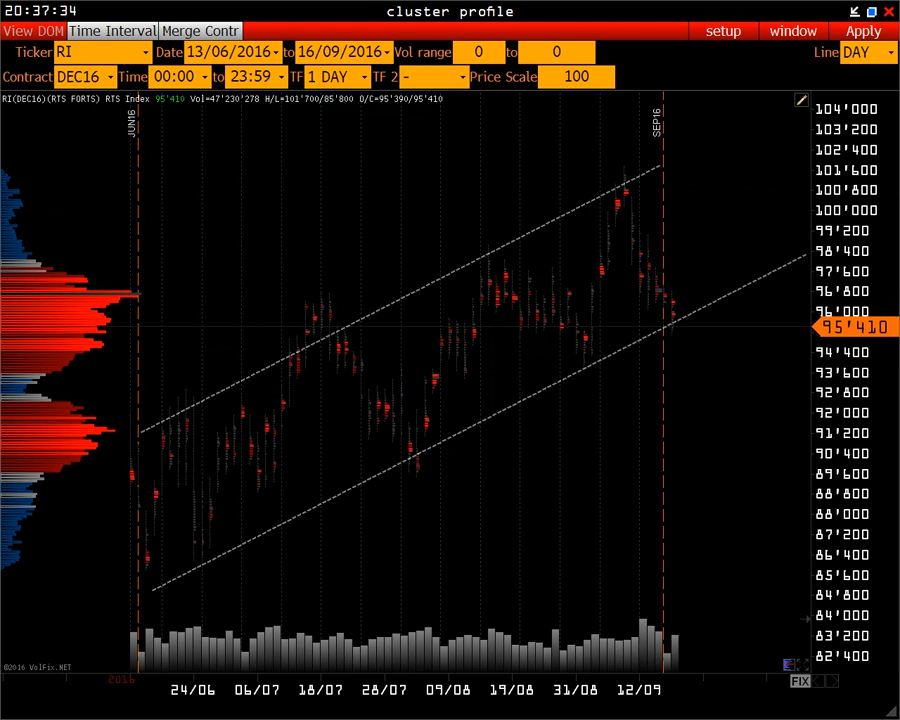 20:37:34 cluster profile
View DOM Time Interval Merge Contr setup window Apply
Ticker RI Date 13/06/2016 to 16/09/2016 Vol range 0 to 0 Line DAY
Contract DEC16 Time 00:00 to 23:59 TF 1 DAY TF 2 - Price Scale 100
RI(DEC16)(RTS FORTS) RTS Index 95'410 Vol=47'230'278 H/L=101'700/85'800 O/C=95'390/95'410
JUN16
SEP16
104'000
103'200
102'400
101'600
100'800
100'000
99'200
98'400
97'600
96'800
96'000
95'410
94'400
93'600
92'800
92'000
91'200
90'400
89'600
88'800
88'000
87'200
86'400
85'600
84'800
84'000
83'200
82'400
©2016 VolFix.NET
2016
FIX
24/06 06/07 18/07 28/07 09/08 19/08 31/08 12/09